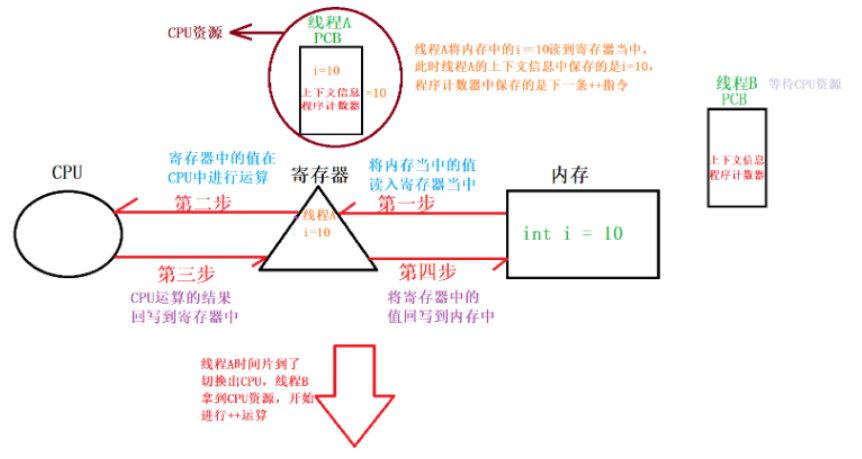 线程A
PCB
CPU资源
i=10
上下文信息
程序计数器
=10
线程A将内存中的i=10读到寄存器当中，
此时线程A的上下文信息中保存的是i=10，
程序计数器中保存的是下一条++指令
线程B
PCB
等待CPU资源
上下文信息
程序计数器
CPU
寄存器中的值在
CPU中进行运算
寄存器
将内存当中的值
读入寄存器当中
内存
第二步
第一步
线程A
i=10
int i = 10
第三步
第四步
CPU运算的结果
回写到寄存器中
将寄存器中的
值回写到内存中
线程A时间片到了
切换出CPU，线程B
拿到CPU资源，开始
进行++运算